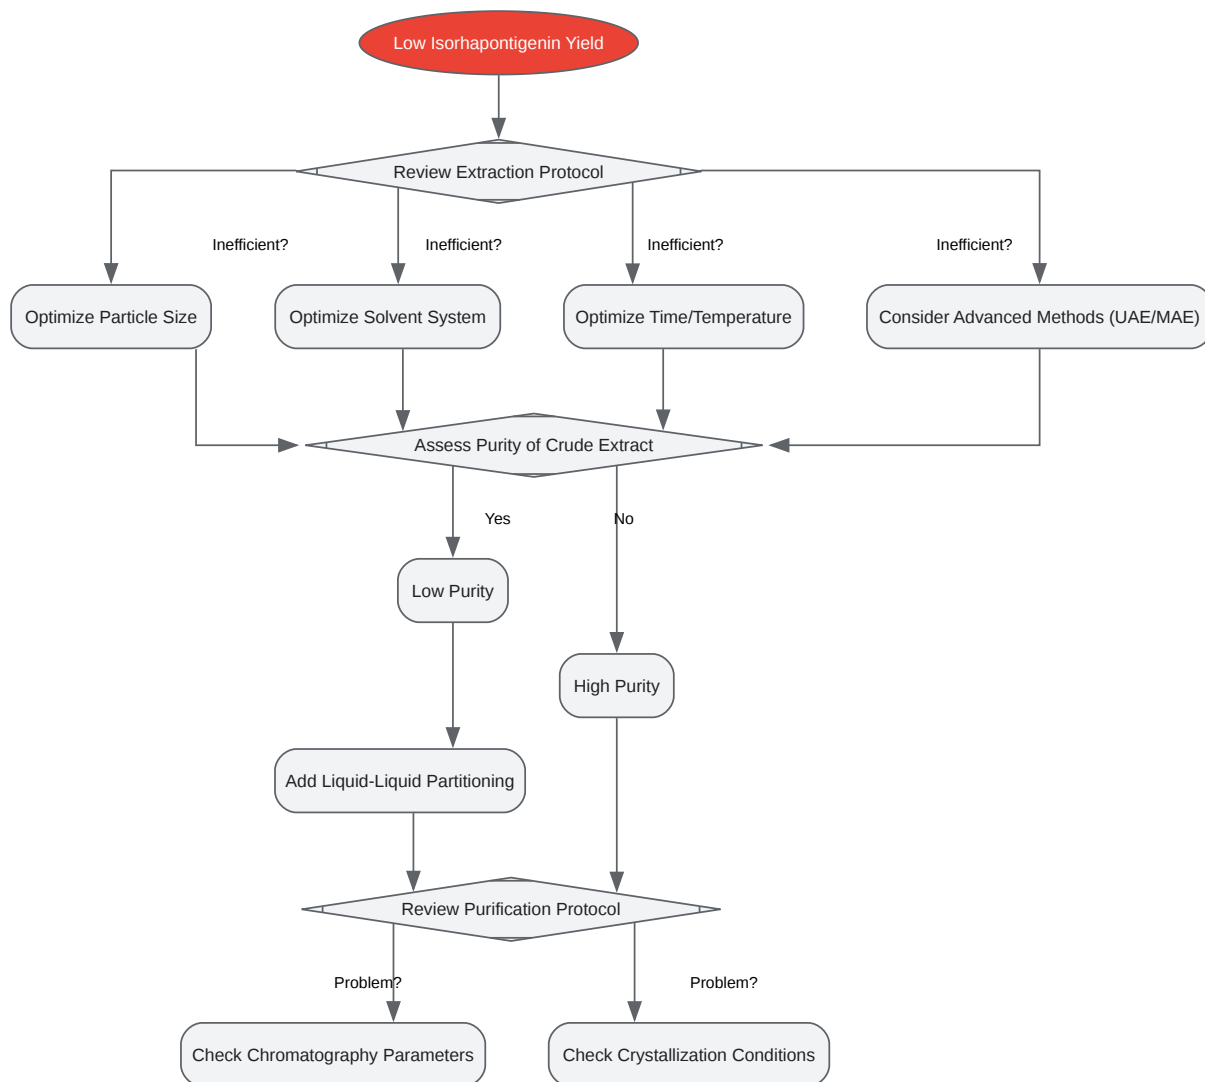 Low Isorhapontigenin Yield
Review Extraction Protocol
Inefficient?
Inefficient?
Inefficient?
Inefficient?
Optimize Particle Size
Optimize Solvent System
Optimize Time/Temperature
Consider Advanced Methods (UAE/MAE)
Assess Purity of Crude Extract
Yes
No
Low Purity
High Purity
Add Liquid-Liquid Partitioning
Review Purification Protocol
Problem?
Problem?
Check Chromatography Parameters
Check Crystallization Conditions